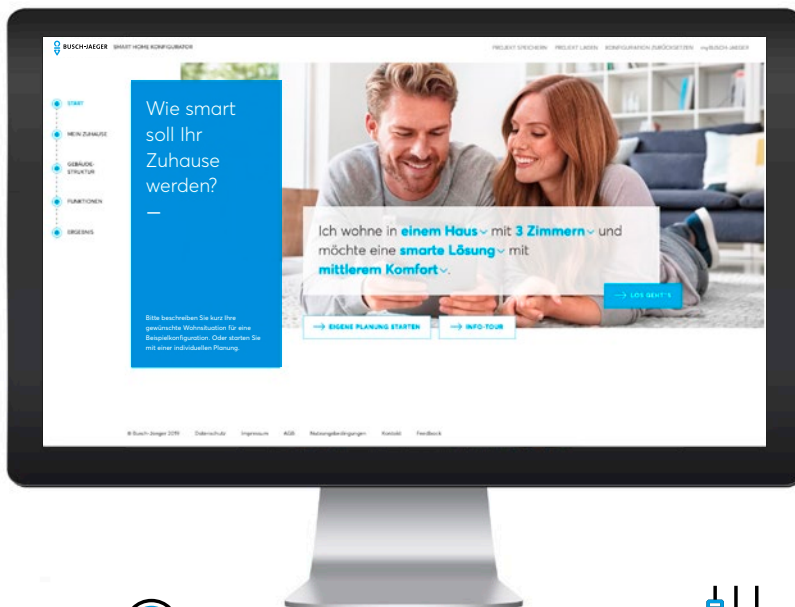 BUSCH-JAEGER SMART HOME KONFIGURATOR
PROJEKT SPEICHERN PROJEKT LADEN KONFIGURATION ZURÜCKSETZEN myBUSCH-JAEGER
START
MEIN ZUHAUSE
GEBÄUDE-
STRUKTUR
FUNKTIONEN
ERGEBNIS
Wie smart
soll Ihr
Zuhause
werden?
Bitte beschreiben Sie kurz Ihre
gewünschte Wohnsituation für eine
Beispielkonfiguration. Oder starten Sie
mit einer individuellen Planung.
Ich wohne in einem Haus mit 3 Zimmern und
möchte eine smarte Lösung mit
mittlerem Komfort.
→ LOS GEHT'S
→ EIGENE PLANUNG STARTEN → INFO-TOUR
© Busch-Jaeger 2019 Datenschutz Impressum AGB Nutzungsbedingungen Kontakt Feedback